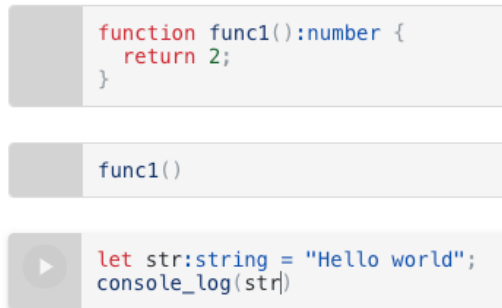 function func1():number {
return 2;
}
func1()
let str:string = "Hello world";
console_log(str)